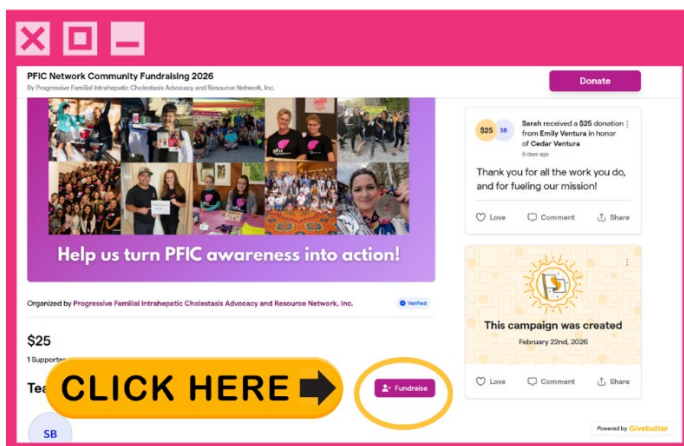 PFIC Network Community Fundraising 2026
By Progressive Familial Intrahepatic Cholestasis Advocacy and Resource Network, Inc.
Donate
pfic
Help us turn PFIC awareness into action!
Organized by Progressive Familial Intrahepatic Cholestasis Advocacy and Resource Network, Inc.
Verified
$25
1 Supporter
Tea
CLICK HERE
Fundraise
SB
$25
SB
Sarah received a $25 donation
from Emily Ventura in honor
of Cedar Ventura
8 days ago
Thank you for all the work you do,
and for fueling our mission!
Love
Comment
Share
This campaign was created
February 22nd, 2026
Love
Comment
Share
Powered by Givebutter